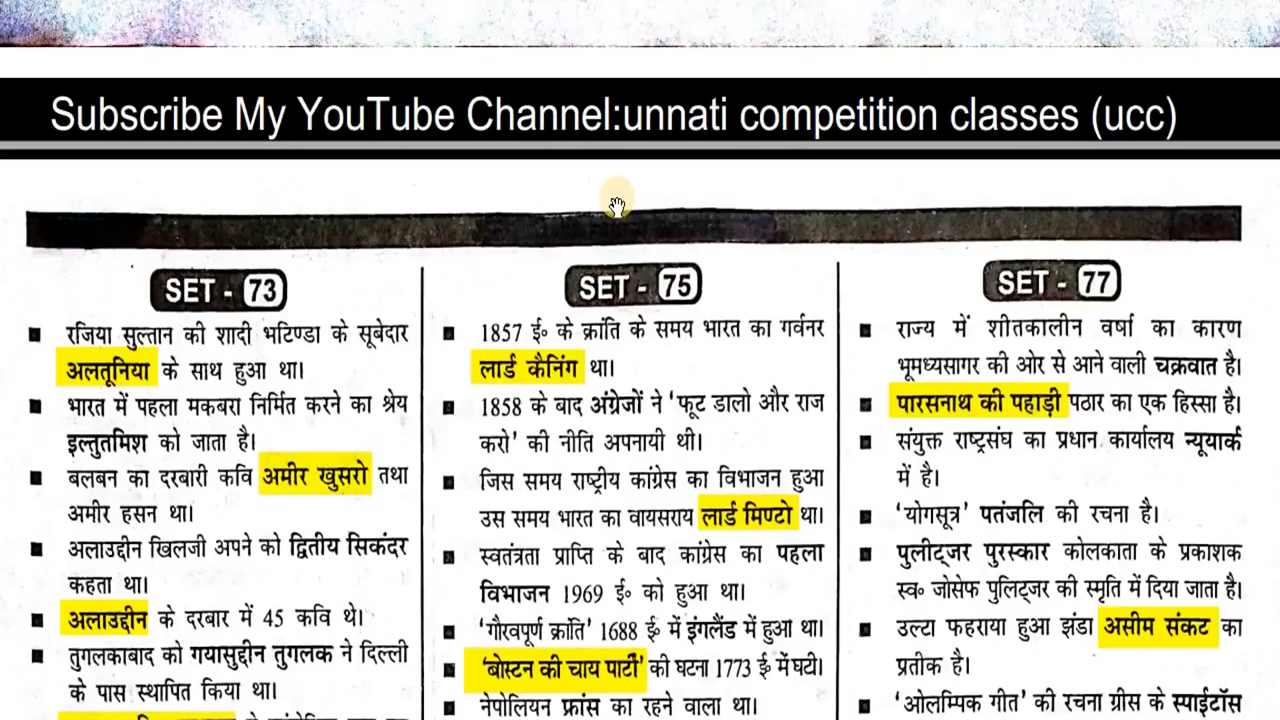 Subscribe My YouTube Channel:unnati competition classes (ucc)
SET - 73
रजिया सुल्तान की शादी भटिण्डा के सूबेदार
अलतूनिया के साथ हुआ था।
भारत में पहला मकबरा निर्मित करने का श्रेय
इल्तुतमिश को जाता है।
बलबन का दरबारी कवि अमीर खुसरो तथा
अमीर हसन था।
अलाउद्दीन खिलजी अपने को द्वितीय सिकंदर
कहता था।
अलाउद्दीन के दरबार में 45 कवि थे।
तुगलकाबाद को गयासुद्दीन तुगलक ने दिल्ली
के पास स्थापित किया था।
SET - 75
1857 ई० के क्रांति के समय भारत का गर्वनर
लार्ड कैनिंग था।
1858 के बाद अंग्रेजों ने 'फूट डालो और राज
करो' की नीति अपनायी थी।
जिस समय राष्ट्रीय कांग्रेस का विभाजन हुआ
उस समय भारत का वायसराय लार्ड मिण्टो था।
स्वतंत्रता प्राप्ति के बाद कांग्रेस का पहला
विभाजन 1969 ई० को हुआ था।
'गौरवपूर्ण क्रांति' 1688 ई० में इंगलैंड में हुआ था।
'बोस्टन की चाय पार्टी' की घटना 1773 ई० में घटी।
नेपोलियन फ्रांस का रहने वाला था।
SET - 77
राज्य में शीतकालीन वर्षा का कारण
भूमध्यसागर की ओर से आने वाली चक्रवात है।
पारसनाथ की पहाड़ी पठार का एक हिस्सा है।
संयुक्त राष्ट्रसंघ का प्रधान कार्यालय न्यूयार्क
में है।
'योगसूत्र' पतंजलि की रचना है।
पुलीट्जर पुरस्कार कोलकाता के प्रकाशक
स्व० जोसेफ पुलिट्जर की स्मृति में दिया जाता है।
उल्टा फहराया हुआ झंडा असीम संकट का
प्रतीक है।
'ओलम्पिक गीत' की रचना ग्रीस के स्पाईटॉस